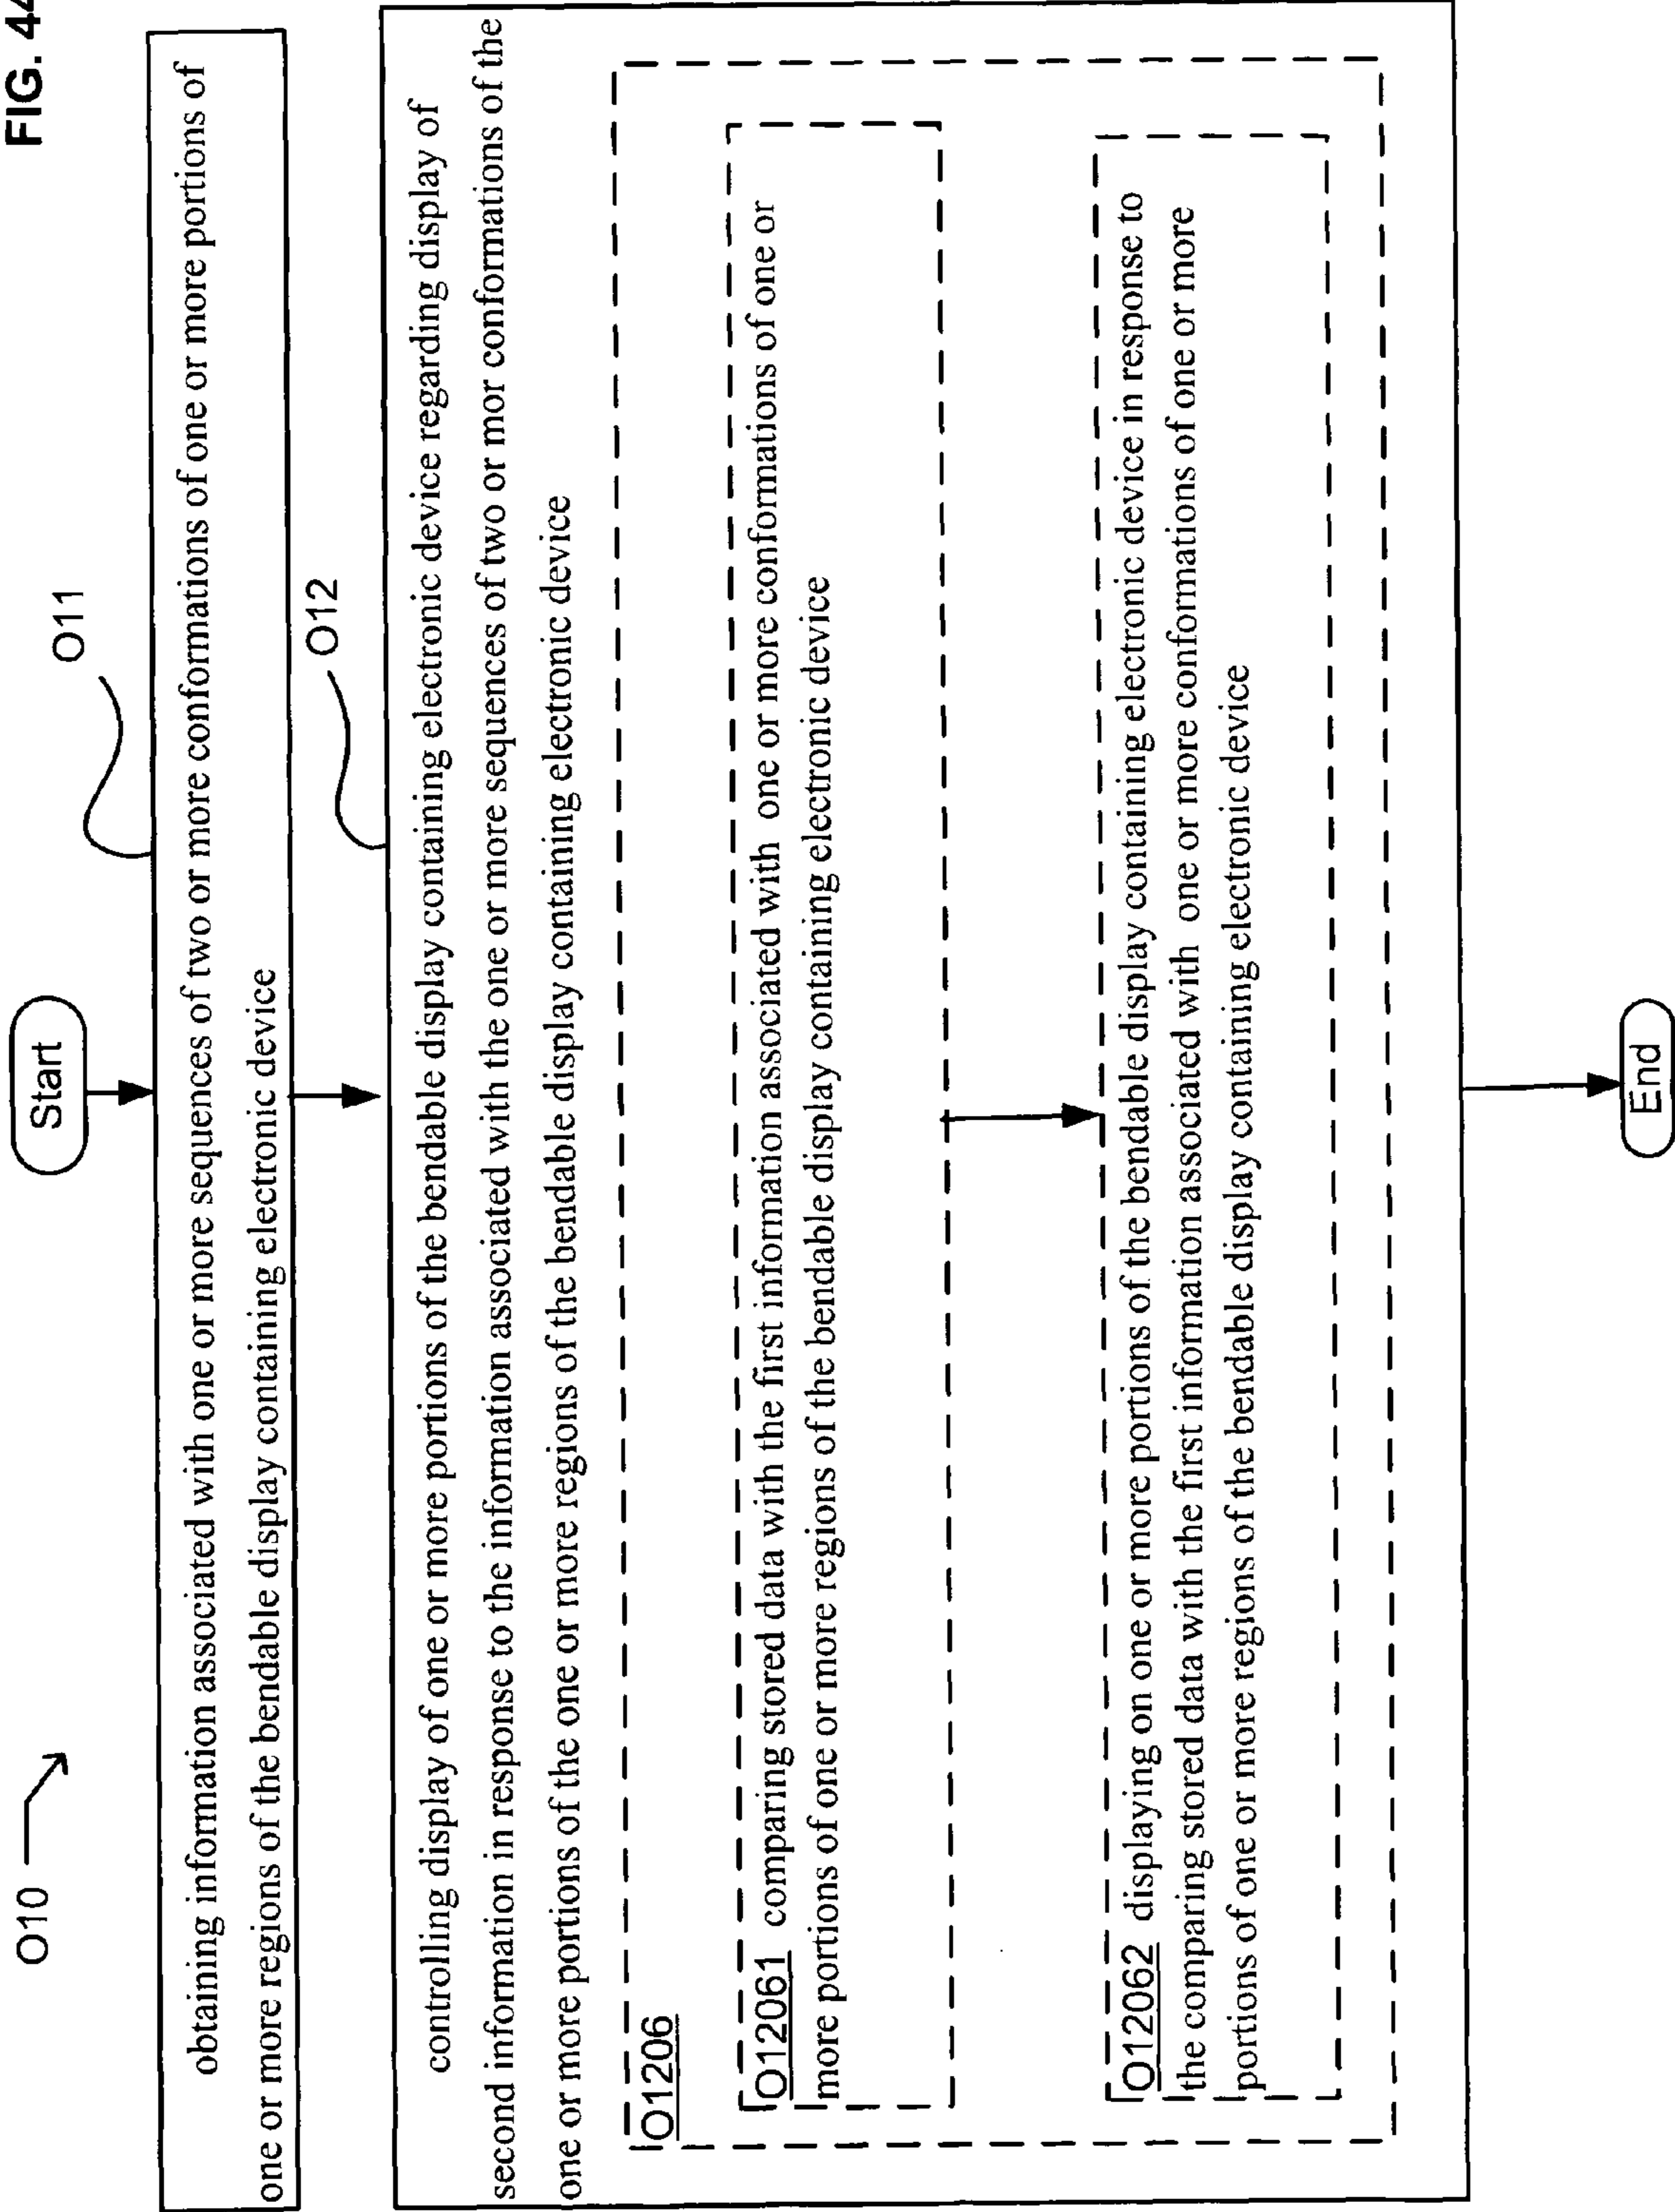 FIG. 44
O10
Start
O11
obtaining information associated with one or more sequences of two or more conformations of one or more portions of
one or more regions of the bendable display containing electronic device
O12
controlling display of one or more portions of the bendable display containing electronic device regarding display of
second information in response to the information associated with the one or more sequences of two or mor conformations of the
one or more portions of the one or more regions of the bendable display containing electronic device
O1206
O12061 comparing stored data with the first information associated with one or more conformations of one or
more portions of one or more regions of the bendable display containing electronic device
O12062 displaying on one or more portions of the bendable display containing electronic device in response to
the comparing stored data with the first information associated with one or more conformations of one or more
portions of one or more regions of the bendable display containing electronic device
End